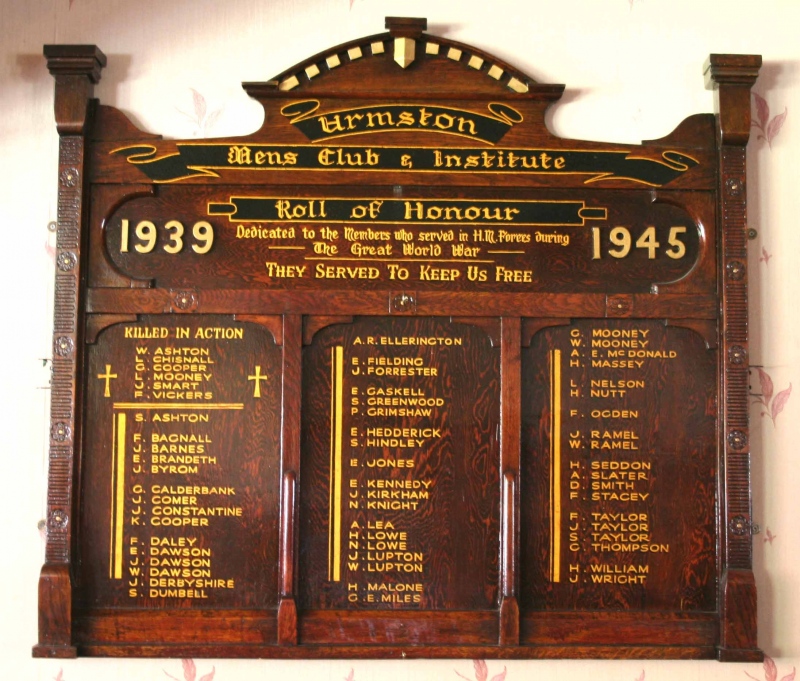 Urmston
Mens Club & Institute
Roll of Honour
1939
Dedicated to the Members who served in H.M. Forces during
The Great World War
1945
THEY SERVED TO KEEP US FREE
KILLED IN ACTION
W. ASHTON
L. CHISNALL
G. COOPER
L. MOONEY
J. SMART
F. VICKERS
S. ASHTON
F. BAGNALL
J. BARNES
E. BRANDETH
J. BYROM
G. CALDERBANK
J. COMER
J. CONSTANTINE
K. COOPER
F. DALEY
E. DAWSON
J. DAWSON
W. DAWSON
J. DERBYSHIRE
S. DUMBELL
A. R. ELLERINGTON
E. FIELDING
J. FORRESTER
E. GASKELL
S. GREENWOOD
P. GRIMSHAW
E. HEDDERICK
S. HINDLEY
E. JONES
E. KENNEDY
J. KIRKHAM
N. KNIGHT
A. LEA
H. LOWE
N. LOWE
J. LUPTON
W. LUPTON
H. MALONE
G. E. MILES
G. MOONEY
W. MOONEY
A. E. McDONALD
H. MASSEY
L. NELSON
H. NUTT
F. OGDEN
J. RAMEL
W. RAMEL
H. SEDDON
A. SLATER
D. SMITH
F. STACEY
F. TAYLOR
J. TAYLOR
S. TAYLOR
G. THOMPSON
H. WILLIAM
J. WRIGHT